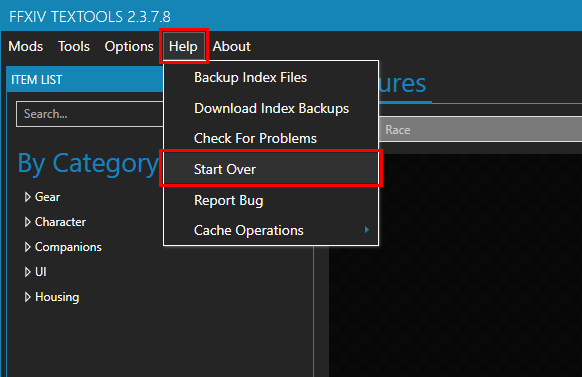 FFXIV TEXTOOLS 2.3.7.8
Mods Tools Options Help About
ITEM LIST
Backup Index Files
ures
Search...
Download Index Backups
Race
Check For Problems
By Category
Start Over
Gear
Report Bug
Character
Cache Operations
Companions
UI
Housing